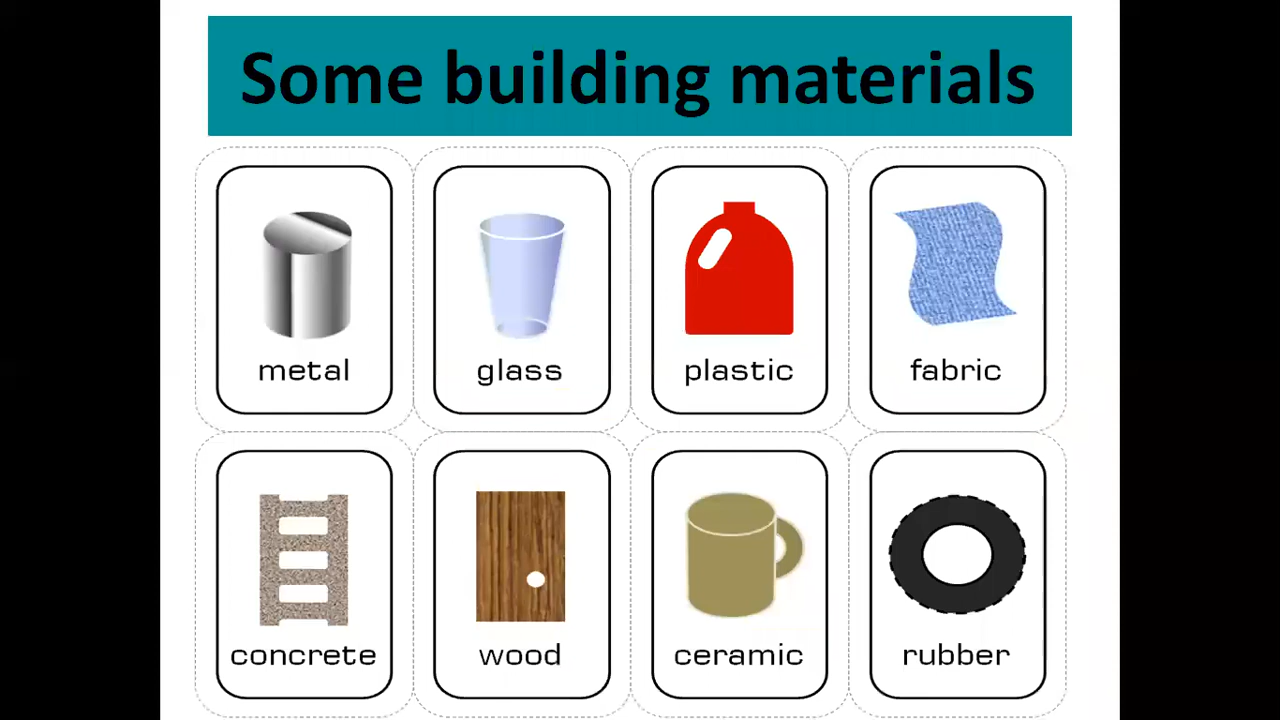 Some building materials
metal
glass
plastic
fabric
concrete
wood
ceramic
rubber